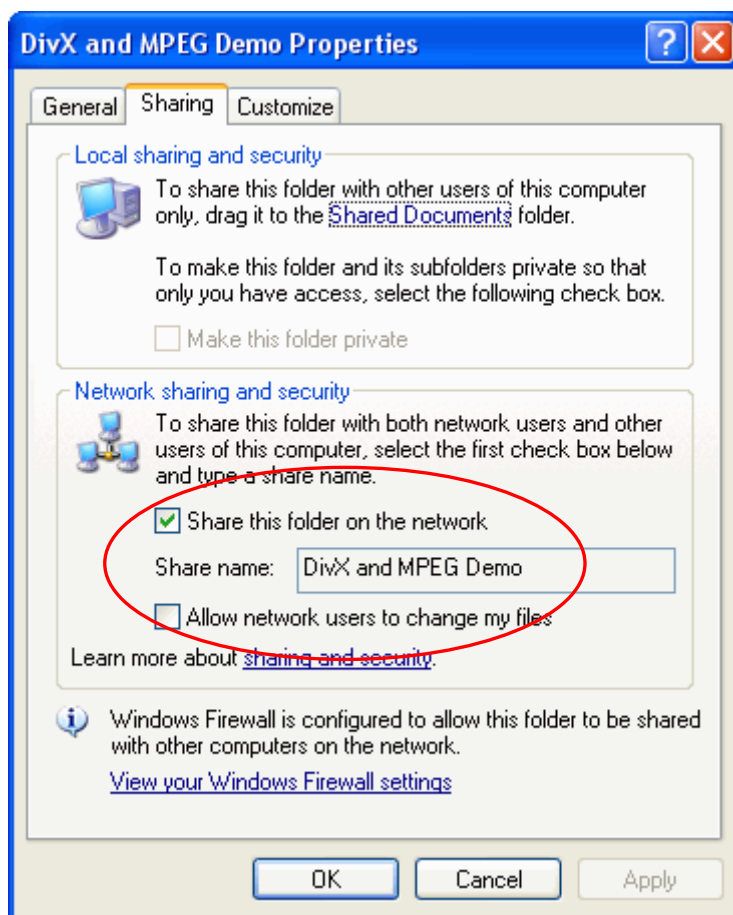 DivX and MPEG Demo Properties
General Sharing Customize
Local sharing and security
To share this folder with other users of this computer
only, drag it to the Shared Documents folder.
To make this folder and its subfolders private so that
only you have access, select the following check box.
Make this folder private
Network sharing and security
To share this folder with both network users and other
users of this computer, select the first check box below
and type a share name.
Share this folder on the network
Share name: DivX and MPEG Demo
Allow network users to change my files
Learn more about sharing and security.
Windows Firewall is configured to allow this folder to be shared
with other computers on the network.
View your Windows Firewall settings
OK Cancel Apply